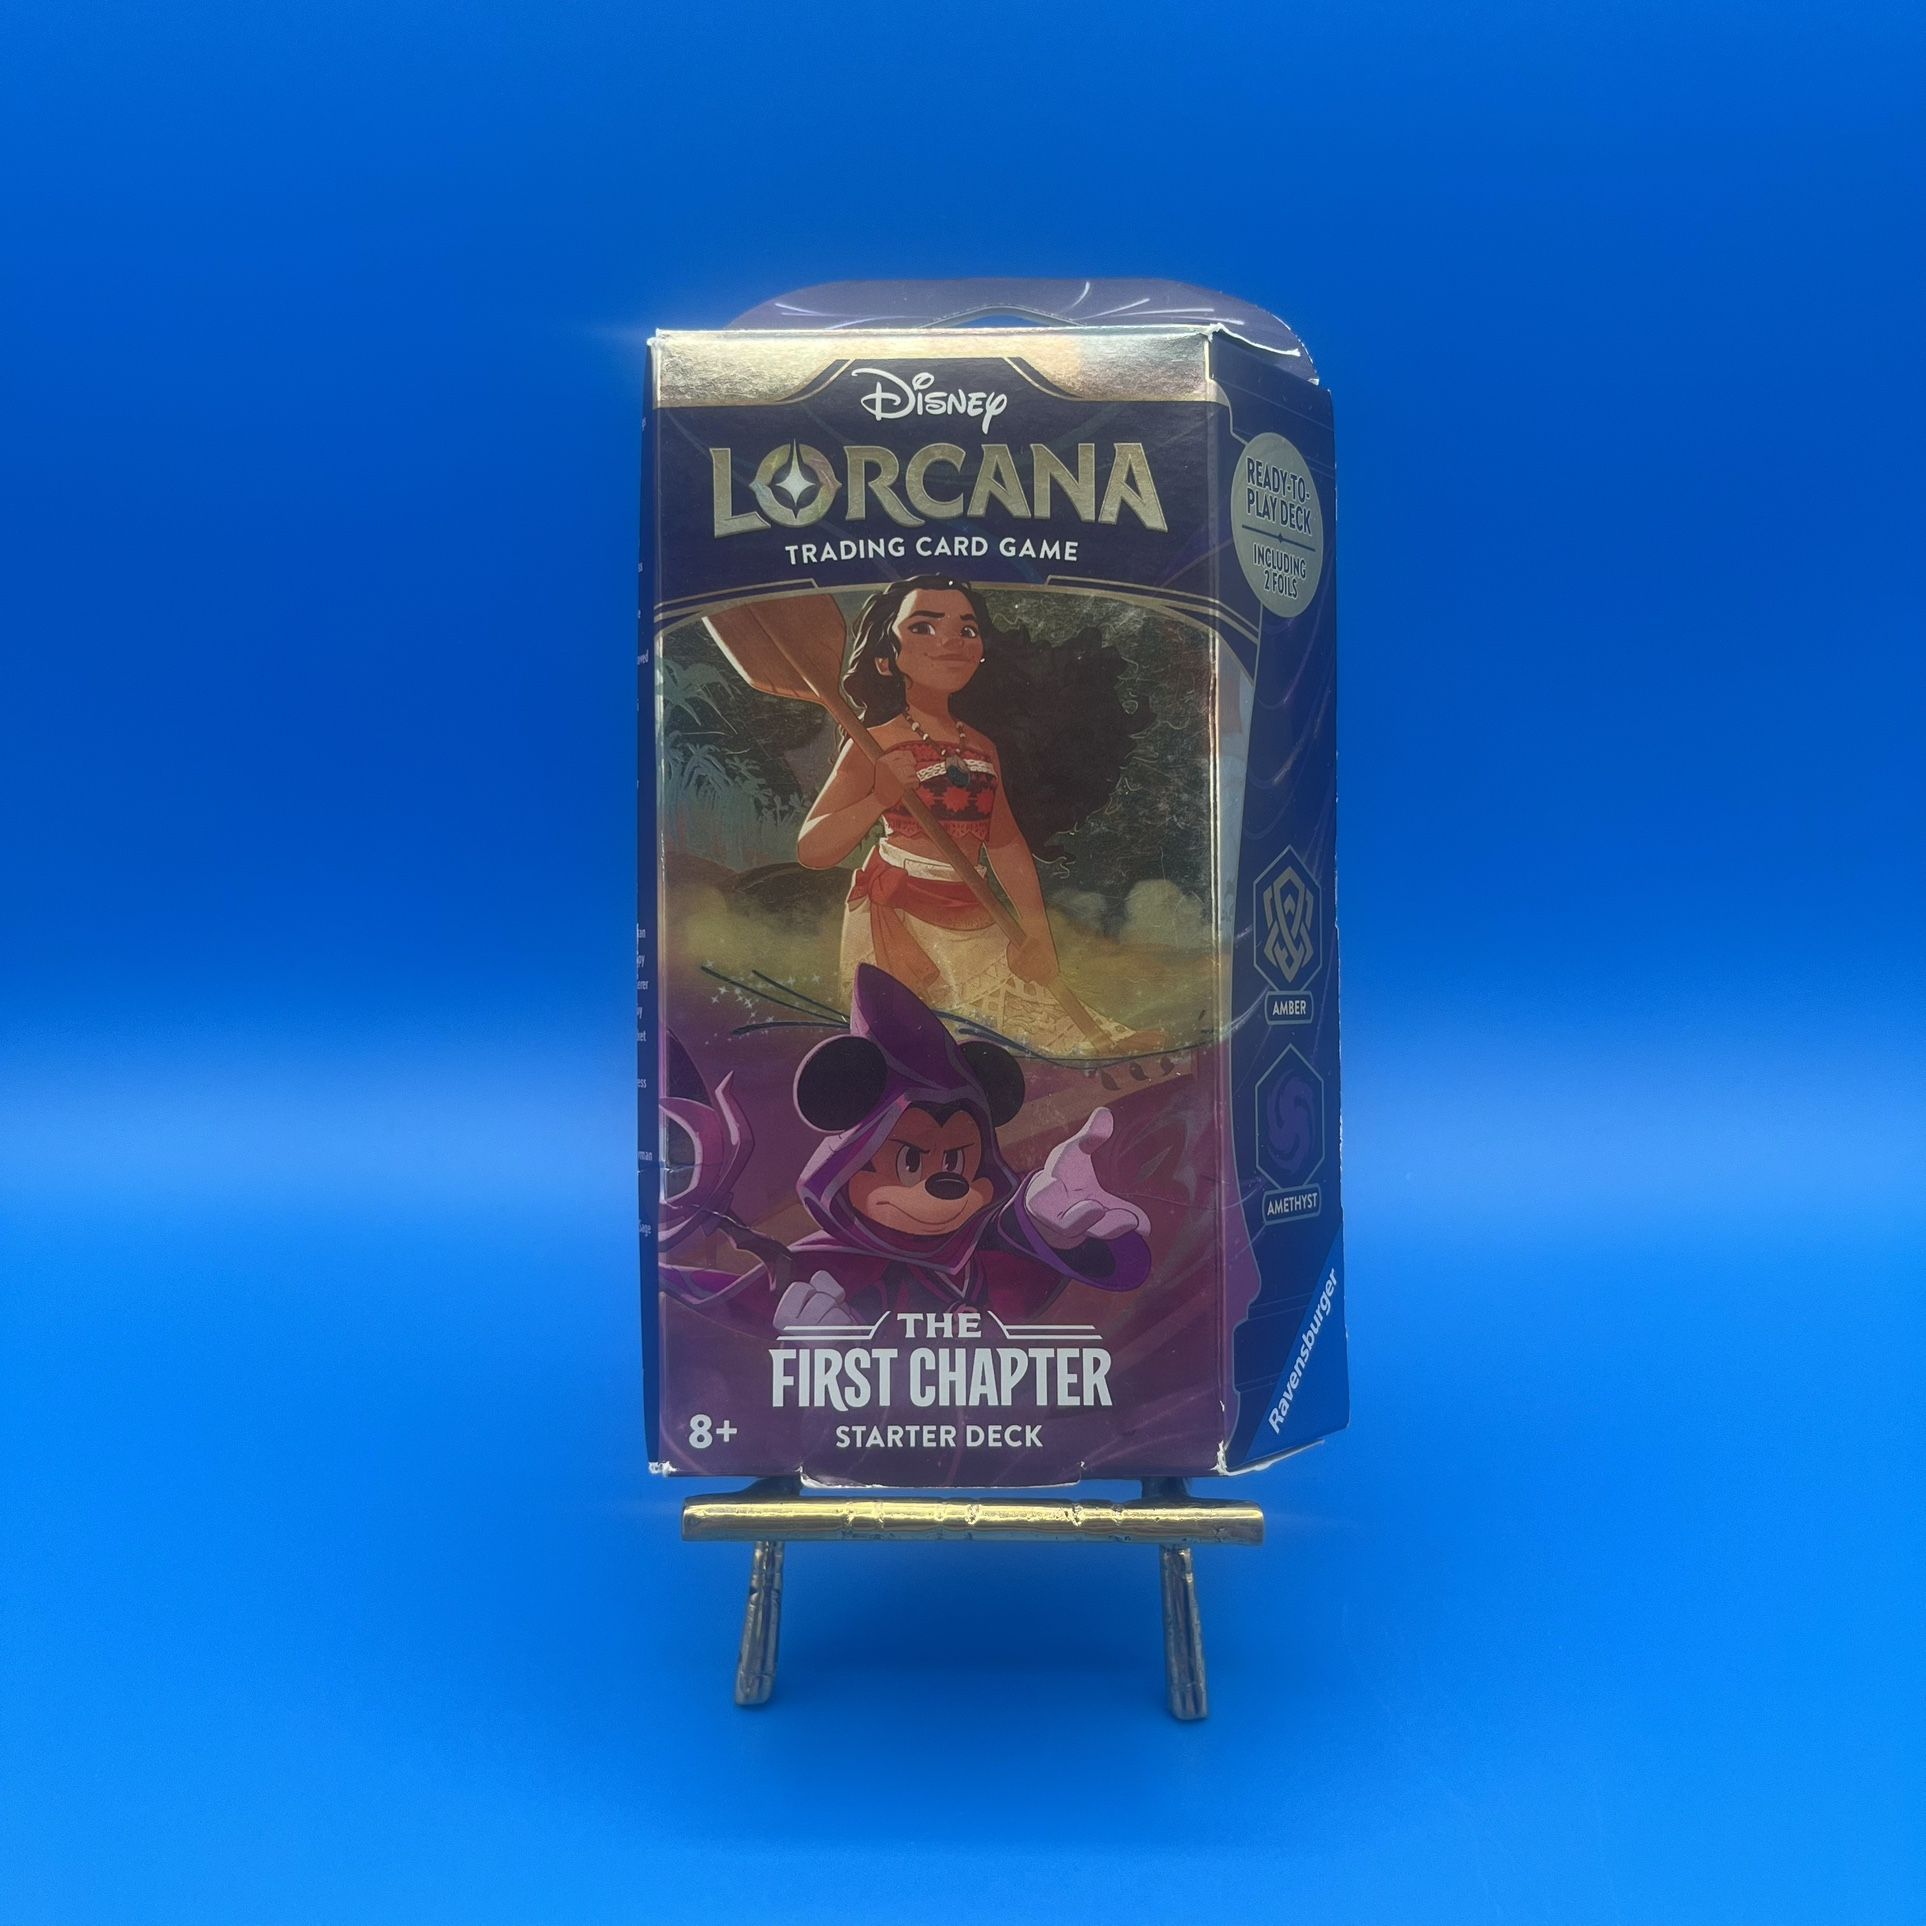 Disney
LORCANA
TRADING CARD GAME
READY-TO-
PLAY DECK
INCLUDING
2 FOILS
AMBER
AMETHYST
Ravensburger
THE
FIRST CHAPTER
STARTER DECK
8+